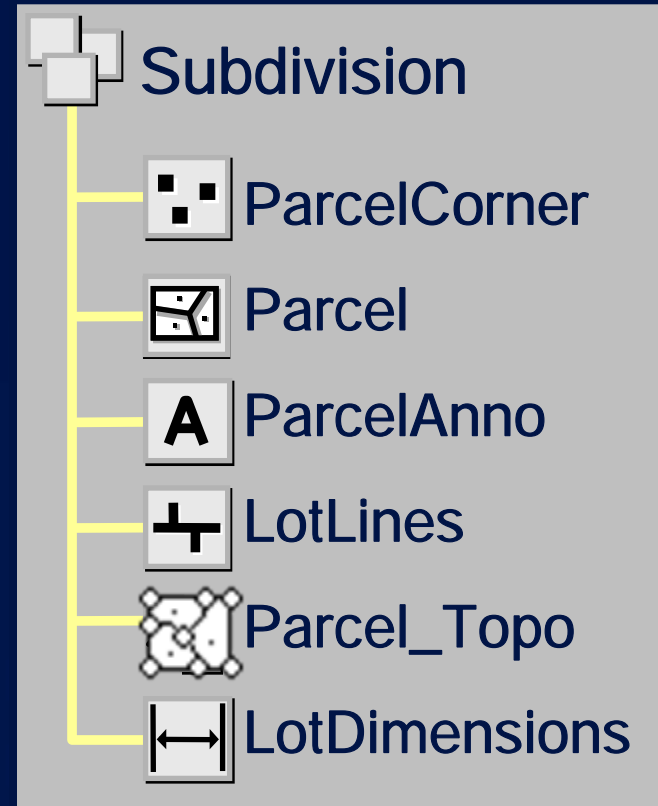 Subdivision
ParcelCorner
Parcel
A ParcelAnno
LotLines
Parcel_Topo
LotDimensions